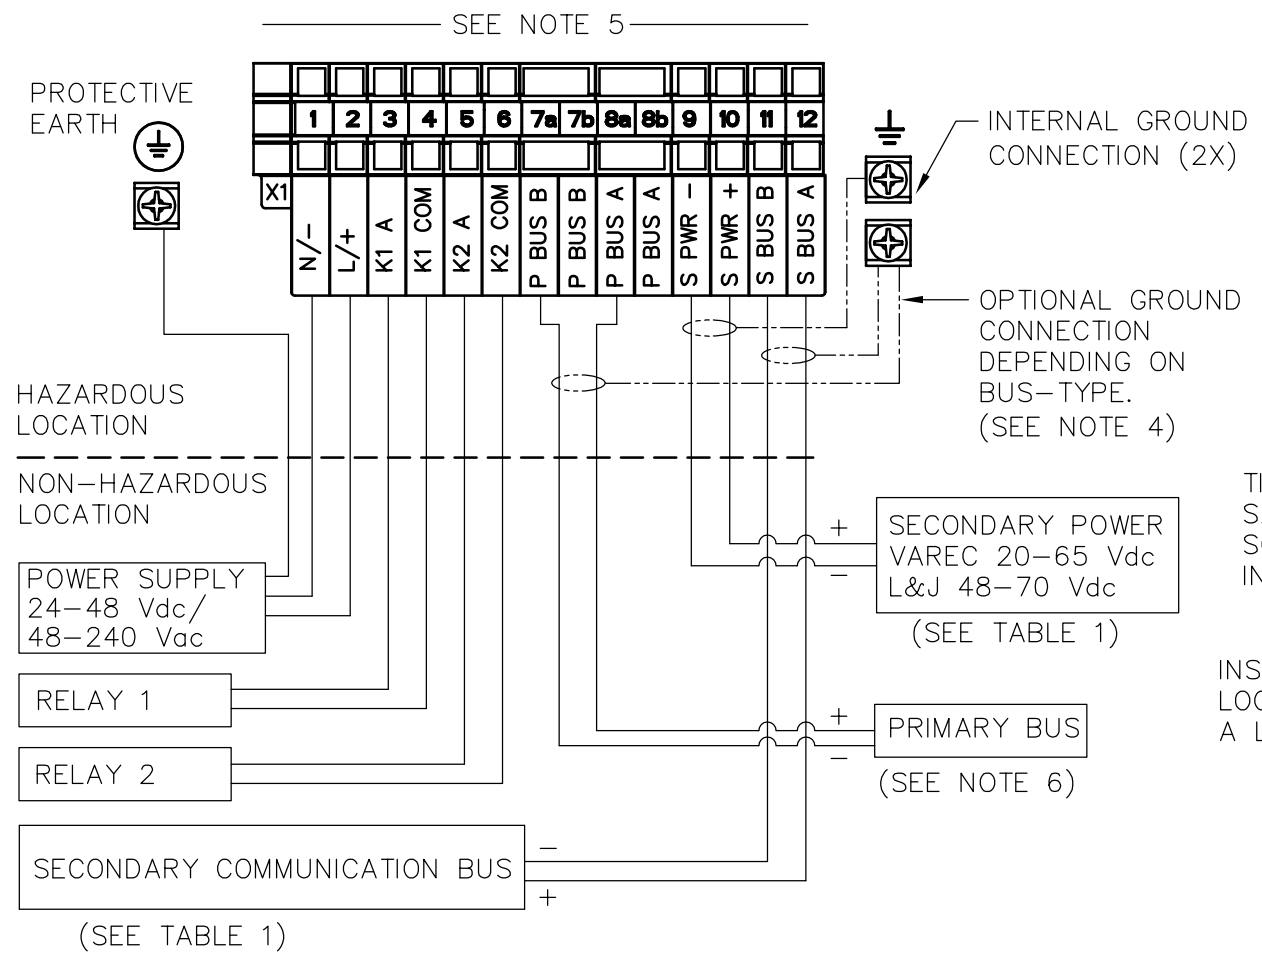 SEE NOTE 5
PROTECTIVE
EARTH
1 2 3 4 5 6 7a 7b 8a 8b 9 10 11 12
X1
N/-
L/+
K1 A
K1 COM
K2 A
K2 COM
P BUS B
P BUS B
P BUS A
P BUS A
S PWR -
S PWR +
S BUS B
S BUS A
INTERNAL GROUND
CONNECTION (2X)
OPTIONAL GROUND
CONNECTION
DEPENDING ON
BUS-TYPE.
(SEE NOTE 4)
HAZARDOUS
LOCATION
NON-HAZARDOUS
LOCATION
POWER SUPPLY
24-48 Vdc/
48-240 Vac
RELAY 1
RELAY 2
SECONDARY COMMUNICATION BUS
-
+
(SEE TABLE 1)
+
-
SECONDARY POWER
VAREC 20-65 Vdc
L&J 48-70 Vdc
(SEE TABLE 1)
+
-
PRIMARY BUS
(SEE NOTE 6)
INS
A L